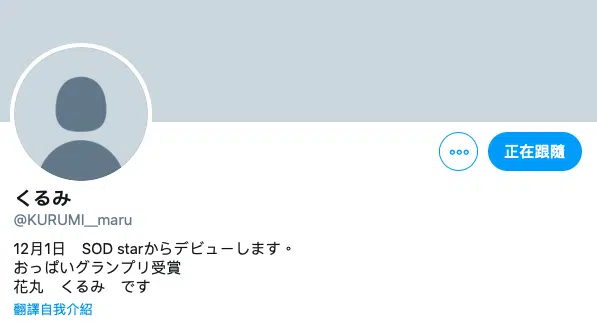 正在跟隨
くるみ
@KURUMI__maru
12月1日　SOD starからデビューします。
おっぱいグランプリ受賞
花丸　くるみ　です
翻譯自我介紹